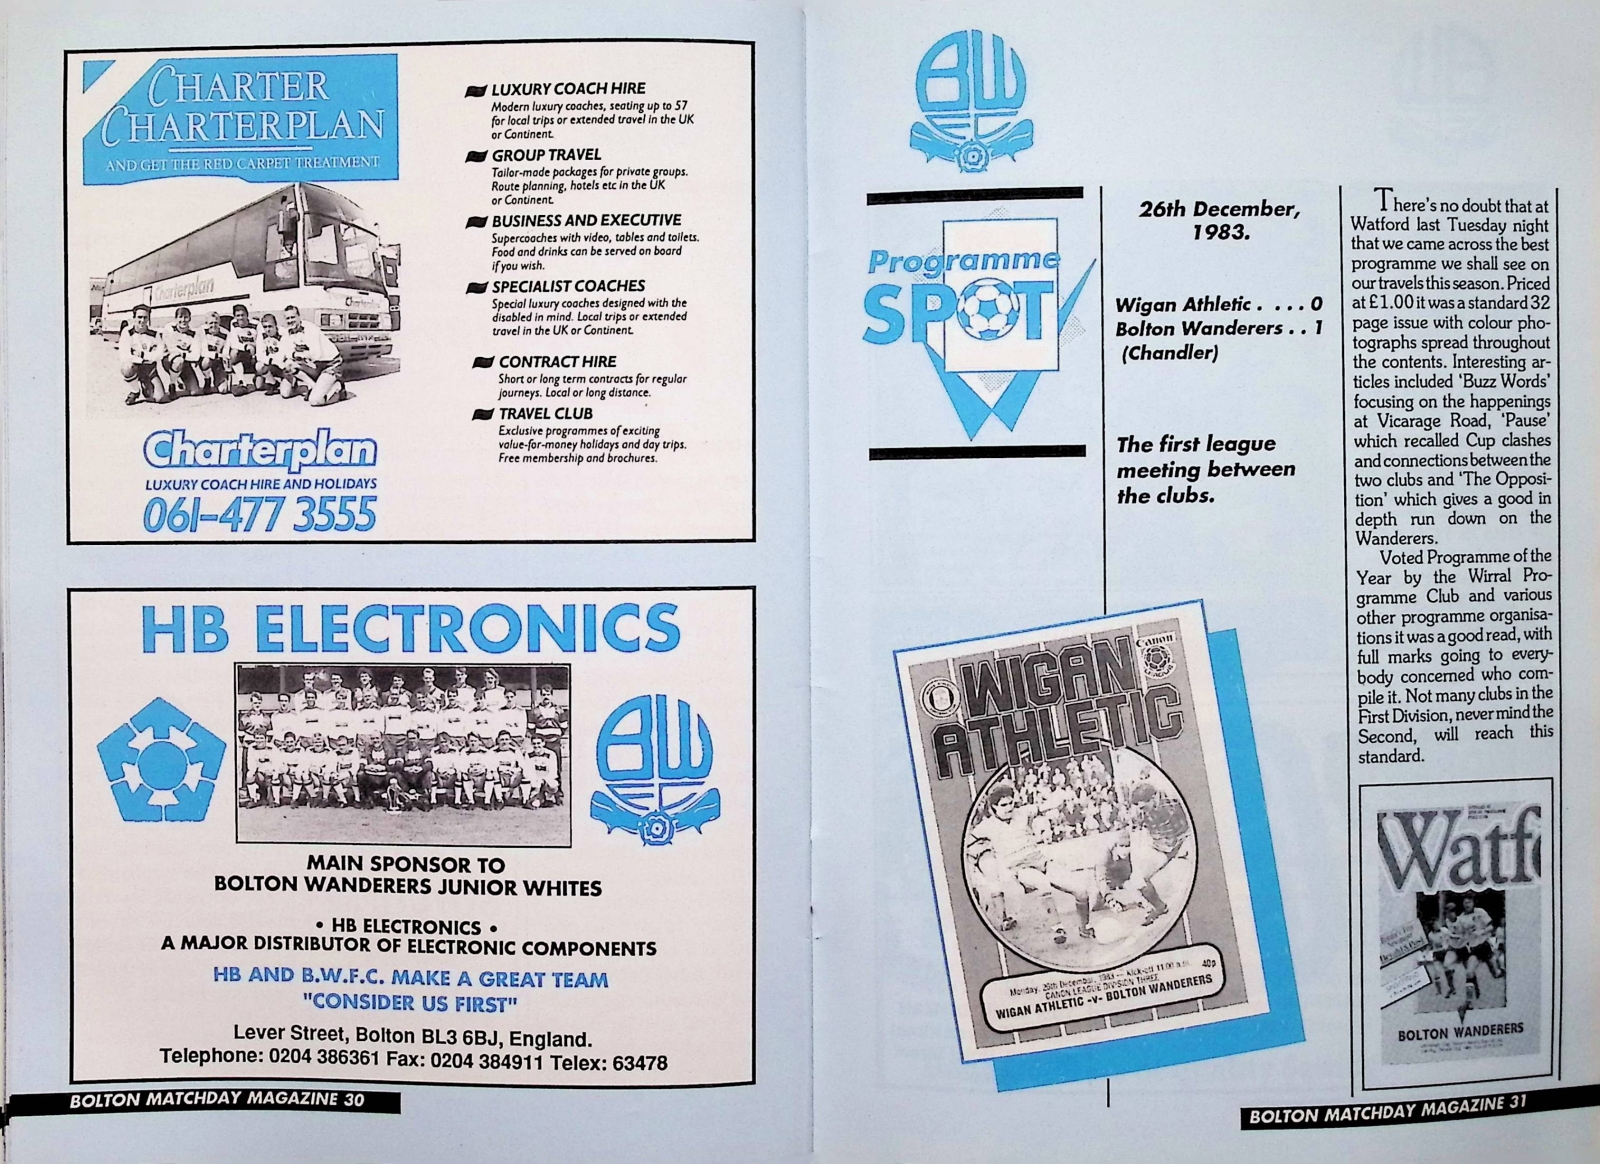 CHARTER
CHARTERPLAN
AND GET THE RED CARPET TREATMENT
Charterplan
Charterplan
Charterplan
LUXURY COACH HIRE AND HOLIDAYS
061-477 3555
LUXURY COACH HIRE
Modern luxury coaches, seating up to 57
for local trips or extended travel in the UK
or Continent.
GROUP TRAVEL
Tailor-made packages for private groups.
Route planning, hotels etc in the UK
or Continent.
BUSINESS AND EXECUTIVE
Supercoaches with video, tables and toilets.
Food and drinks can be served on board
if you wish.
SPECIALIST COACHES
Special luxury coaches designed with the
disabled in mind. Local trips or extended
travel in the UK or Continent.
CONTRACT HIRE
Short or long term contracts for regular
journeys. Local or long distance.
TRAVEL CLUB
Exclusive programmes of exciting
value-for-money holidays and day trips.
Free membership and brochures.
HB ELECTRONICS
BW
FC
MAIN SPONSOR TO
BOLTON WANDERERS JUNIOR WHITES
• HB ELECTRONICS •
A MAJOR DISTRIBUTOR OF ELECTRONIC COMPONENTS
HB AND B.W.F.C. MAKE A GREAT TEAM
"CONSIDER US FIRST"
Lever Street, Bolton BL3 6BJ, England.
Telephone: 0204 386361 Fax: 0204 384911 Telex: 63478
BOLTON MATCHDAY MAGAZINE 30
BW
FC
Programme
SPOT
26th December,
1983.
Wigan Athletic . . . . 0
Bolton Wanderers . . 1
(Chandler)
The first league
meeting between
the clubs.
Canon
WIGAN
ATHLETIC
Monday, 26th December, 1983 — Kick-off 11.00 a.m. 40p
CANON LEAGUE DIVISION THREE
WIGAN ATHLETIC -v- BOLTON WANDERERS
There's no doubt that at
Watford last Tuesday night
that we came across the best
programme we shall see on
our travels this season. Priced
at £1.00 it was a standard 32
page issue with colour pho-
tographs spread throughout
the contents. Interesting ar-
ticles included 'Buzz Words'
focusing on the happenings
at Vicarage Road, 'Pause'
which recalled Cup clashes
and connections between the
two clubs and 'The Opposi-
tion' which gives a good in
depth run down on the
Wanderers.
Voted Programme of the
Year by the Wirral Pro-
gramme Club and various
other programme organisa-
tions it was a good read, with
full marks going to every-
body concerned who com-
pile it. Not many clubs in the
First Division, never mind the
Second, will reach this
standard.
Watfo
BOLTON WANDERERS
BOLTON MATCHDAY MAGAZINE 31